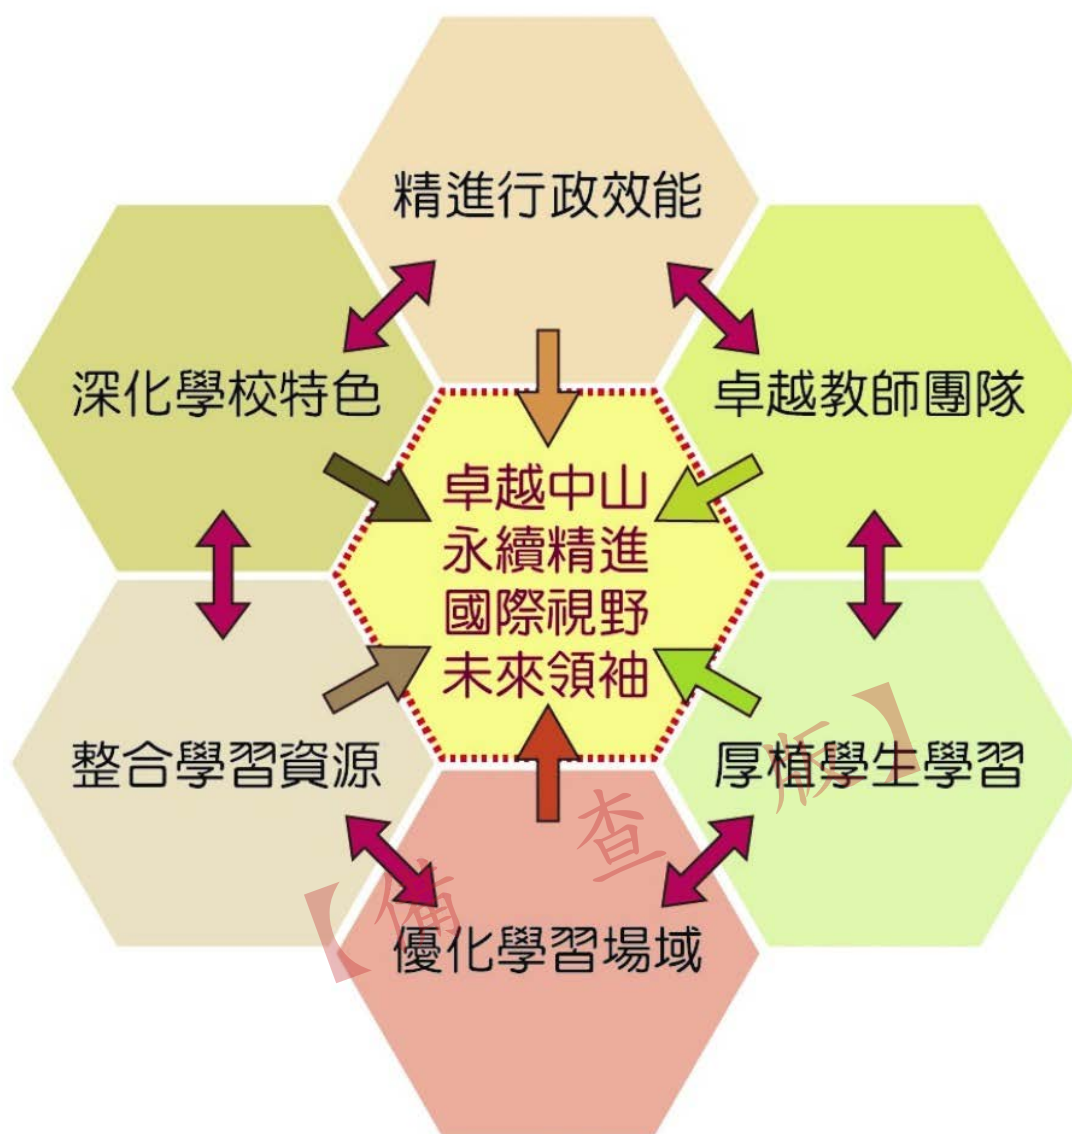 精進行政效能
深化學校特色
卓越教師團隊
卓越中山
永續精進
國際視野
未來領袖
整合學習資源
厚植學生學習
優化學習場域
【備查版】